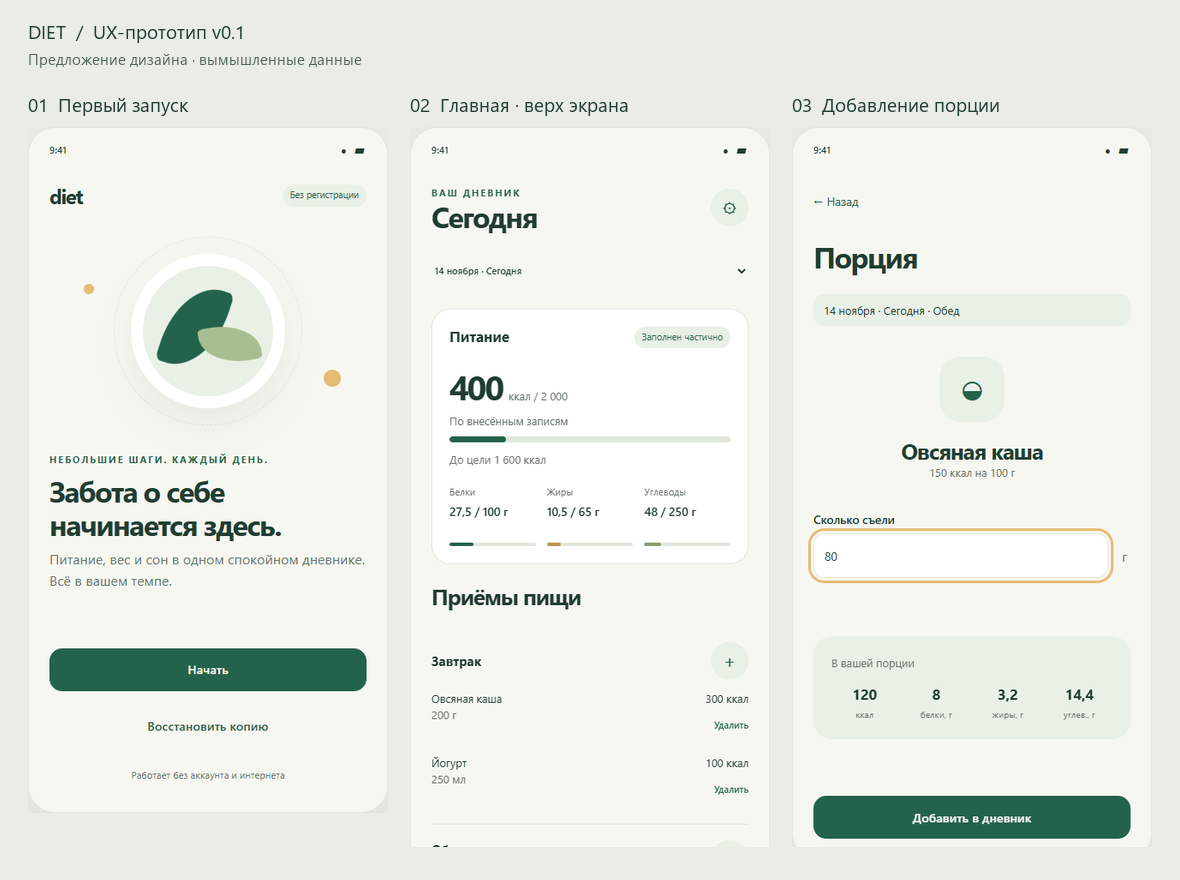 DIET / UX-прототип v0.1
Предложение дизайна · вымышленные данные
01 Первый запуск
9:41
diet
Без регистрации
НЕБОЛЬШИЕ ШАГИ. КАЖДЫЙ ДЕНЬ.
Забота о себе
начинается здесь.
Питание, вес и сон в одном спокойном дневнике.
Всё в вашем темпе.
Начать
Восстановить копию
Работает без аккаунта и интернета
02 Главная · верх экрана
9:41
ВАШ ДНЕВНИК
Сегодня
14 ноября · Сегодня
Питание
Заполнен частично
400 ккал / 2 000
По внесённым записям
До цели 1 600 ккал
Белки Жиры Углеводы
27,5 / 100 г 10,5 / 65 г 48 / 250 г
Приёмы пищи
Завтрак +
Овсяная каша 300 ккал
200 г
Удалить
Йогурт 100 ккал
250 мл
Удалить
03 Добавление порции
9:41
← Назад
Порция
14 ноября · Сегодня · Обед
Овсяная каша
150 ккал на 100 г
Сколько съели
80 г
В вашей порции
120 8 3,2 14,4
ккал белки, г жиры, г углев., г
Добавить в дневник